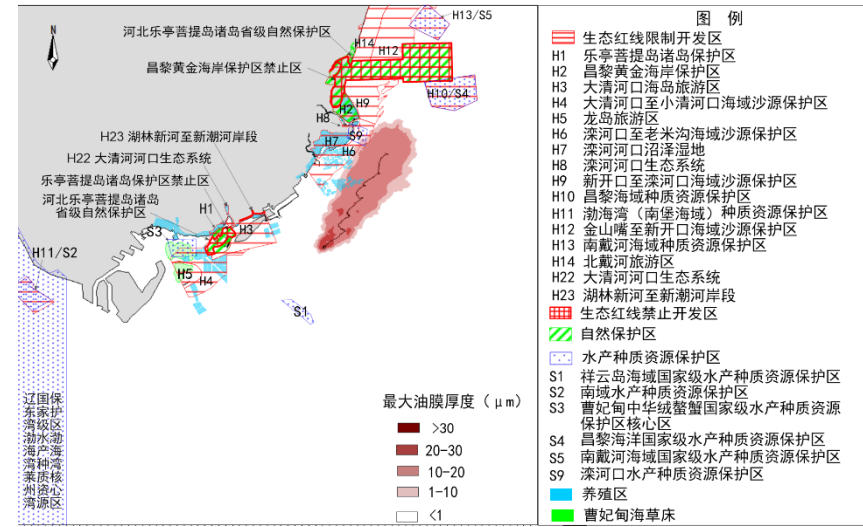 N
河北乐亭菩提岛诸岛省级自然保护区
昌黎黄金海岸保护区禁止区
H14
H12
H13/S5
H10/S4
H2
H9
H8
S9
H7
H6
H23 湖林新河至新潮河岸段
H22 大清河河口生态系统
乐亭菩提岛诸岛保护区禁止区
河北乐亭菩提岛诸岛
省级自然保护区
H1
H3
S3
H11/S2
H5
H4
S1
辽国保
东家护
湾级区
渤水渤
海产海
湾种湾
莱质核
州资心
湾源区
最大油膜厚度(μm)
>30
20-30
10-20
1-10
<1
图 例
生态红线限制开发区
H1 乐亭菩提岛诸岛保护区
H2 昌黎黄金海岸保护区
H3 大清河口海岛旅游区
H4 大清河口至小清河口海域沙源保护区
H5 龙岛旅游区
H6 滦河口至老米沟海域沙源保护区
H7 滦河河口沼泽湿地
H8 滦河河口生态系统
H9 新开口至滦河口海域沙源保护区
H10 昌黎海域种质资源保护区
H11 渤海湾(南堡海域)种质资源保护区
H12 金山嘴至新开口海域沙源保护区
H13 南戴河海域种质资源保护区
H14 北戴河旅游区
H22 大清河河口生态系统
H23 湖林新河至新潮河岸段
生态红线禁止开发区
自然保护区
水产种质资源保护区
S1 祥云岛海域国家级水产种质资源保护区
S2 南域水产种质资源保护区
S3 曹妃甸中华绒螯蟹国家级水产种质资源
保护区核心区
S4 昌黎海洋国家级水产种质资源保护区
S5 南戴河海域国家级水产种质资源保护区
S9 滦河口水产种质资源保护区
养殖区
曹妃甸海草床